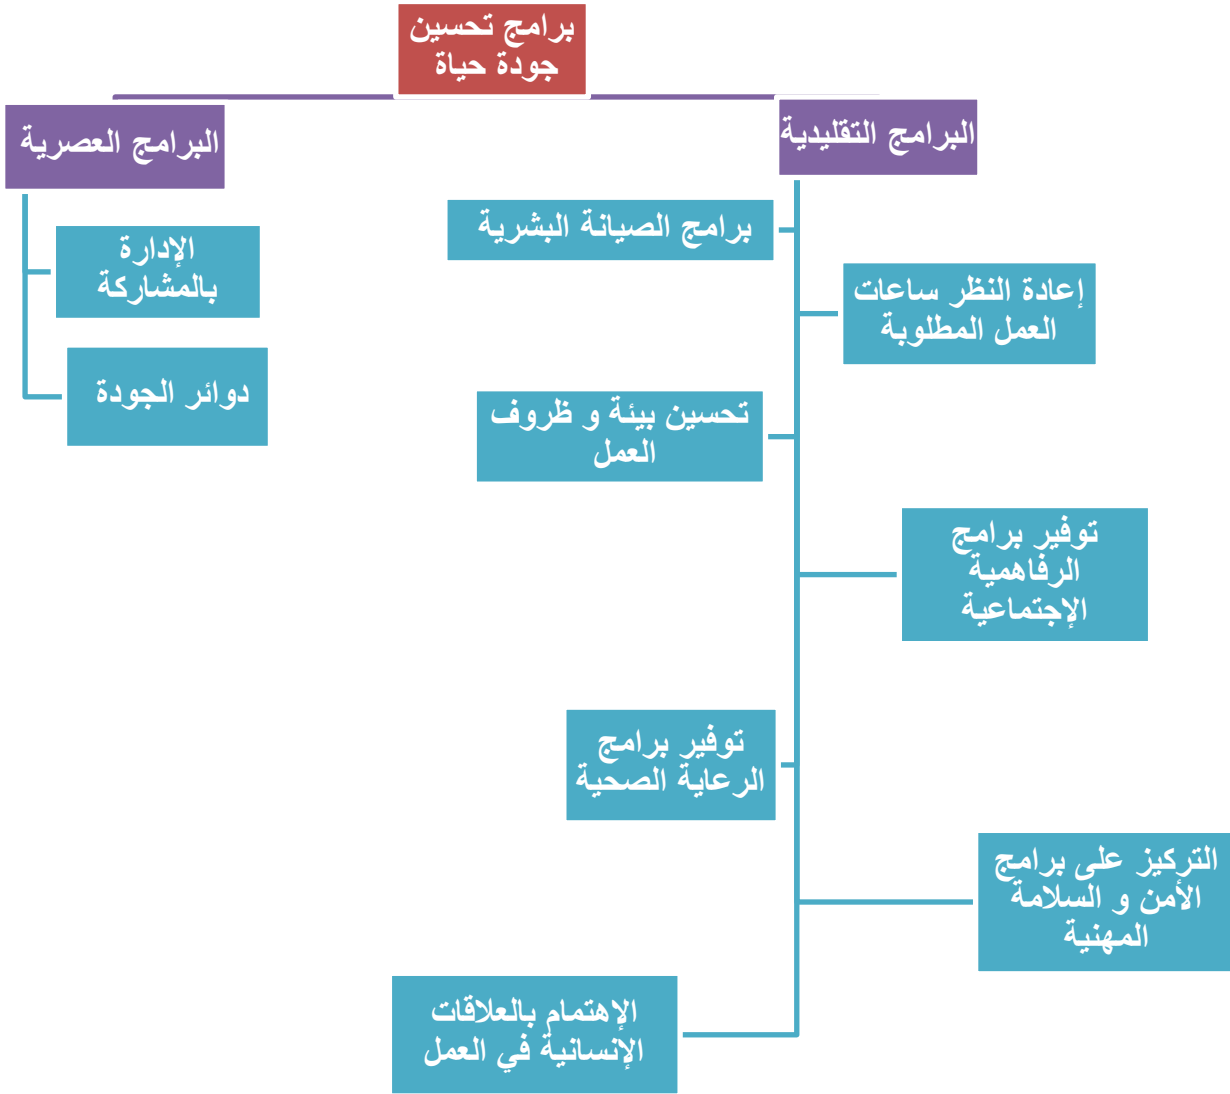 برامج تحسين
جودة حياة
البرامج التقليدية
برامج الصيانة البشرية
إعادة النظر ساعات
العمل المطلوبة
تحسين بيئة و ظروف
العمل
توفير برامج
الرفاهمية
الإجتماعية
توفير برامج
الرعاية الصحية
التركيز على برامج
الأمن و السلامة
المهنية
الإهتمام بالعلاقات
الإنسانية في العمل
البرامج العصرية
الإدارة
بالمشاركة
دوائر الجودة